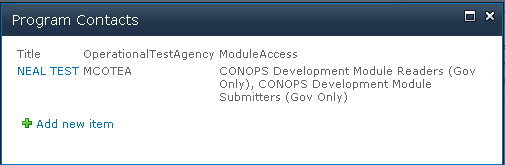 Program Contacts
Title OperationalTestAgency ModuleAccess
NEAL TEST MCOTEA CONOPS Development Module Readers (Gov
Only), CONOPS Development Module
Submitters (Gov Only)
Add new item